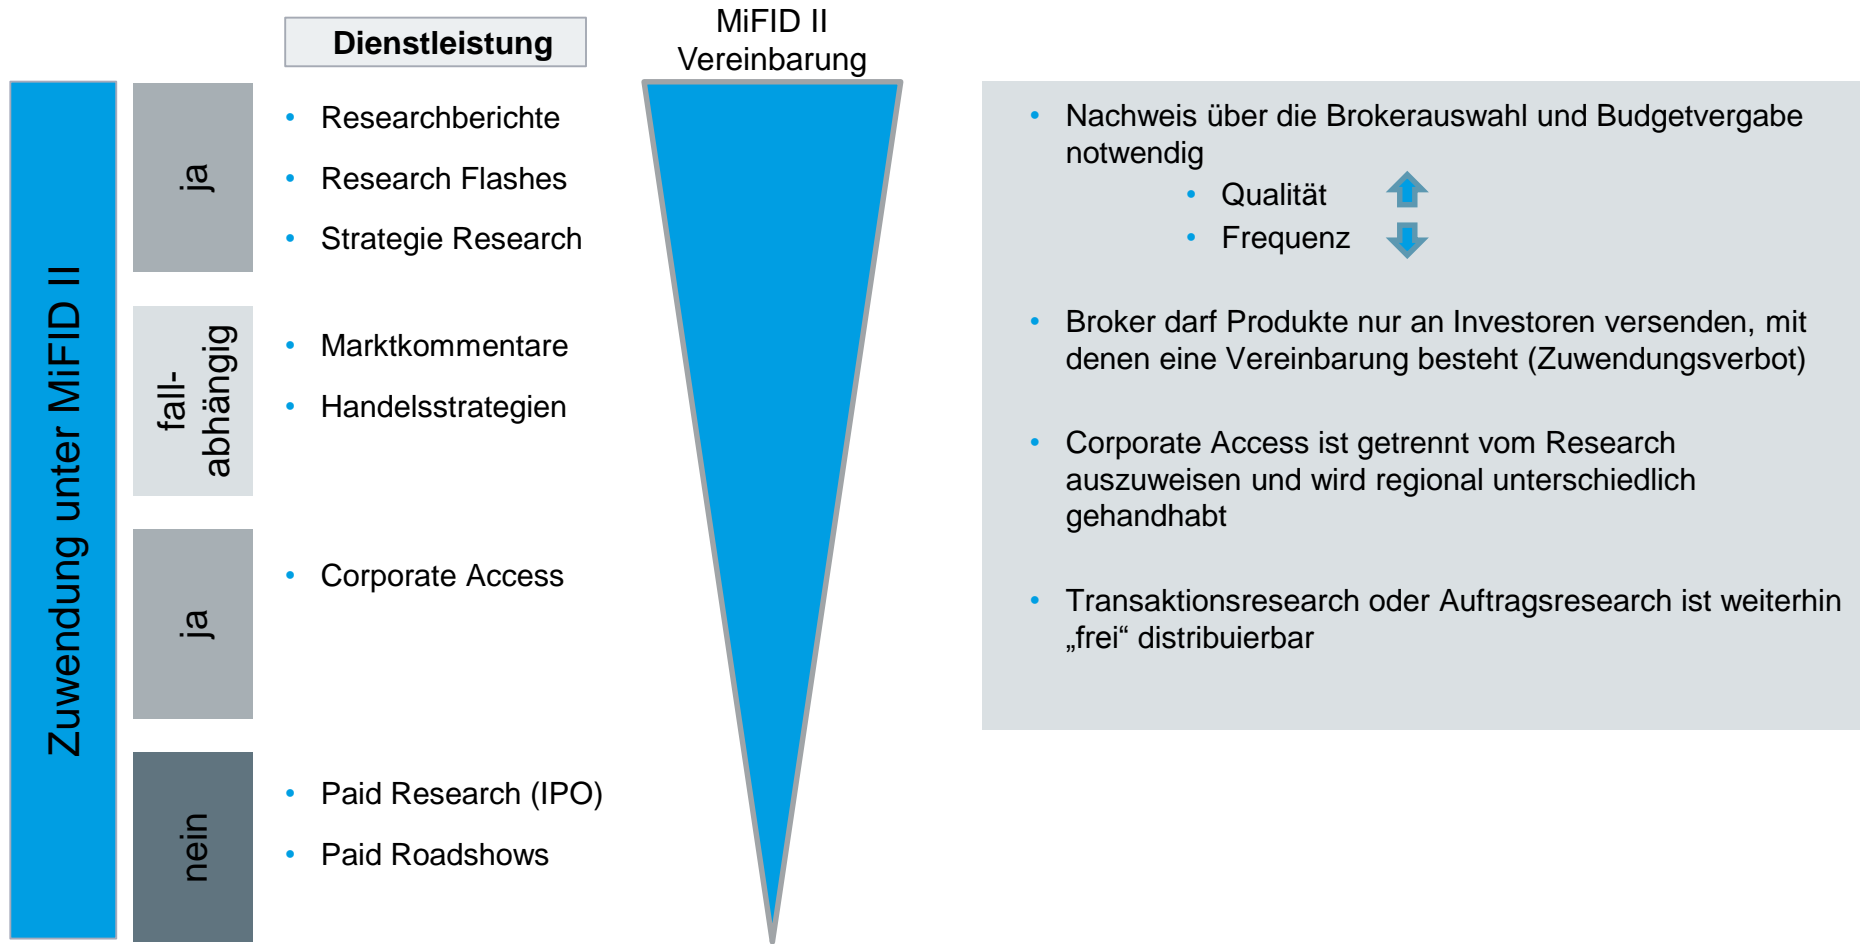 Dienstleistung
MiFID II
Vereinbarung
Zuwendung unter MiFID II
ja
• Researchberichte
• Research Flashes
• Strategie Research
fall-
abhängig
• Marktkommentare
• Handelsstrategien
ja
• Corporate Access
nein
• Paid Research (IPO)
• Paid Roadshows
• Nachweis über die Brokerauswahl und Budgetvergabe
notwendig
• Qualität
• Frequenz
• Broker darf Produkte nur an Investoren versenden, mit
denen eine Vereinbarung besteht (Zuwendungsverbot)
• Corporate Access ist getrennt vom Research
auszuweisen und wird regional unterschiedlich
gehandhabt
• Transaktionsresearch oder Auftragsresearch ist weiterhin
„frei“ distribuierbar